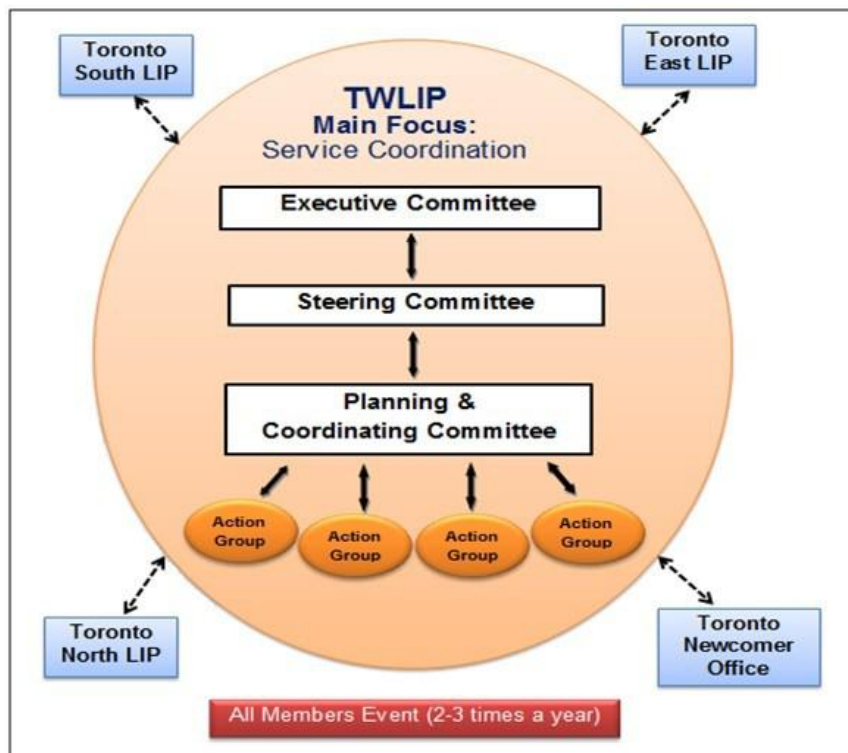 Toronto
South LIP
Toronto
East LIP
TWLIP
Main Focus:
Service Coordination
Executive Committee
Steering Committee
Planning &
Coordinating Committee
Action
Group
Action
Group
Action
Group
Action
Group
Toronto
North LIP
Toronto
Newcomer
Office
All Members Event (2-3 times a year)